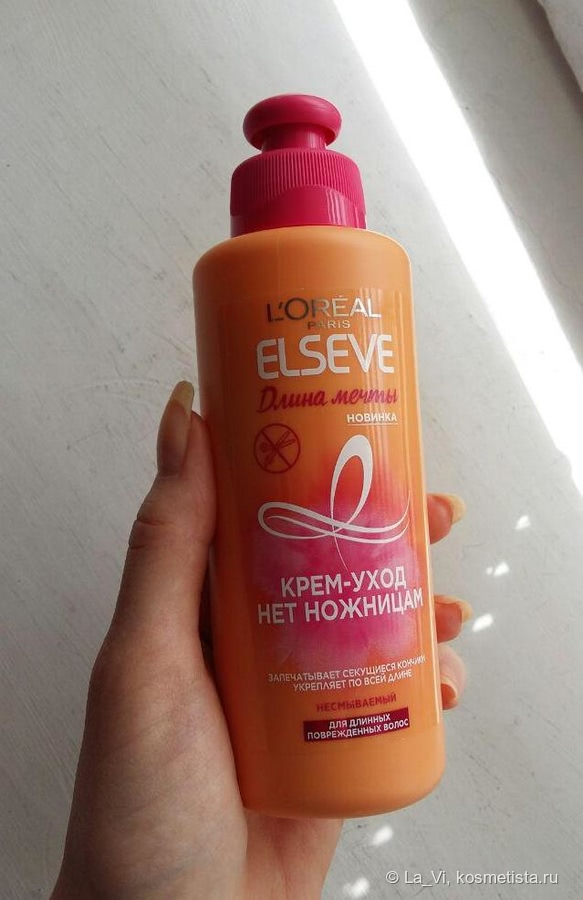 L'ORÉAL
PARIS
ELSEVE
Длина мечты
НОВИНКА
КРЕМ-УХОД
НЕТ НОЖНИЦАМ
ЗАПЕЧАТЫВАЕТ СЕКУЩИЕСЯ КОНЧИКИ
УКРЕПЛЯЕТ ПО ВСЕЙ ДЛИНЕ
НЕСМЫВАЕМЫЙ
ДЛЯ ДЛИННЫХ
ПОВРЕЖДЕННЫХ ВОЛОС
© La_Vi, kosmetista.ru